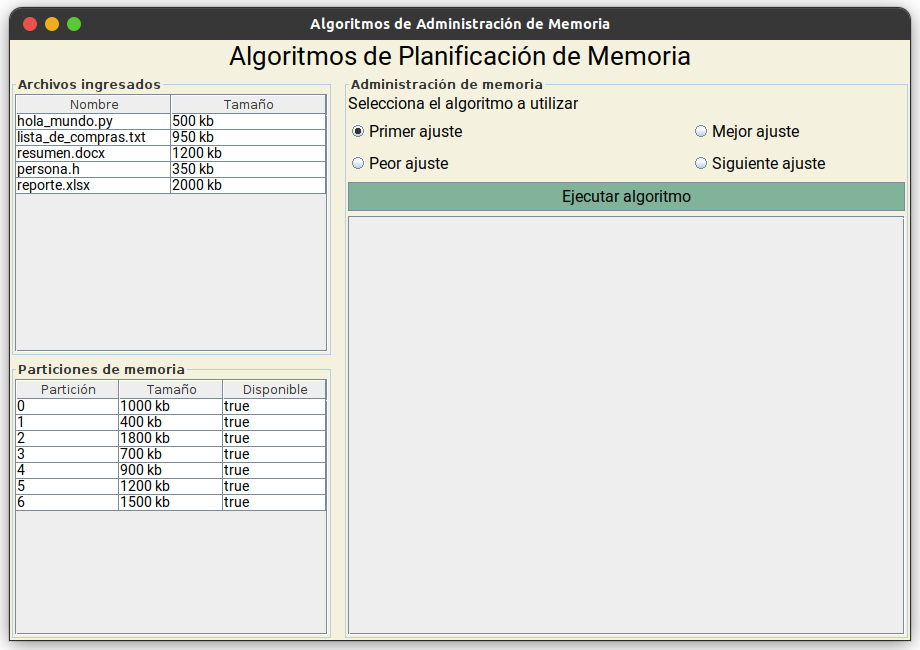 Algoritmos de Administración de Memoria
Algoritmos de Planificación de Memoria
Archivos ingresados
Nombre Tamaño
hola_mundo.py 500 kb
lista_de_compras.txt 950 kb
resumen.docx 1200 kb
persona.h 350 kb
reporte.xlsx 2000 kb
Particiones de memoria
Partición Tamaño Disponible
0 1000 kb true
1 400 kb true
2 1800 kb true
3 700 kb true
4 900 kb true
5 1200 kb true
6 1500 kb true
Administración de memoria
Selecciona el algoritmo a utilizar
Primer ajuste Mejor ajuste
Peor ajuste Siguiente ajuste
Ejecutar algoritmo